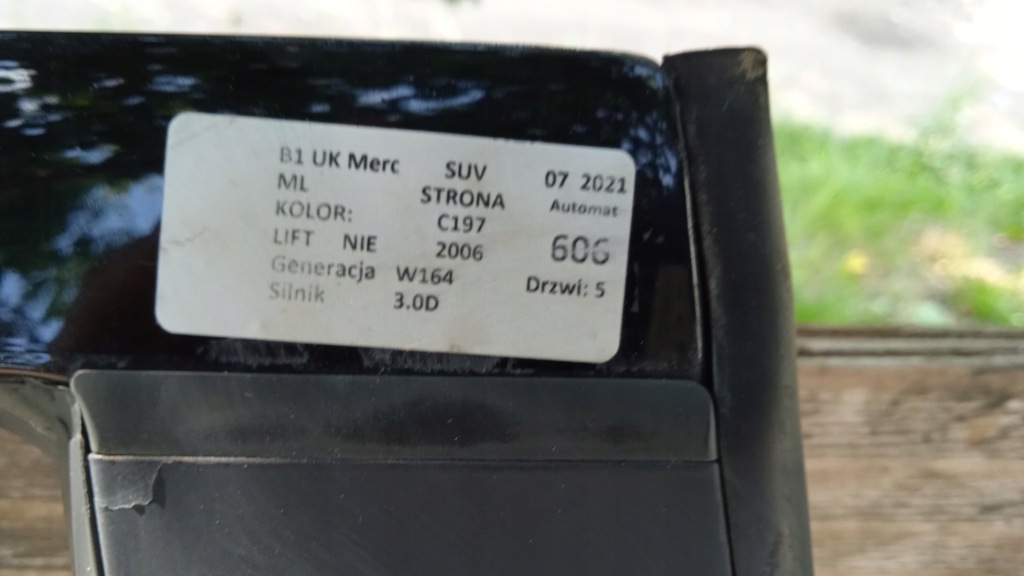 B1 UK Merc SUV 07 2021
ML STRONA Automat
KOLOR: C197
LIFT NIE 2006 606
Generacja W164 Drzwi: 5
Silnik 3.0D